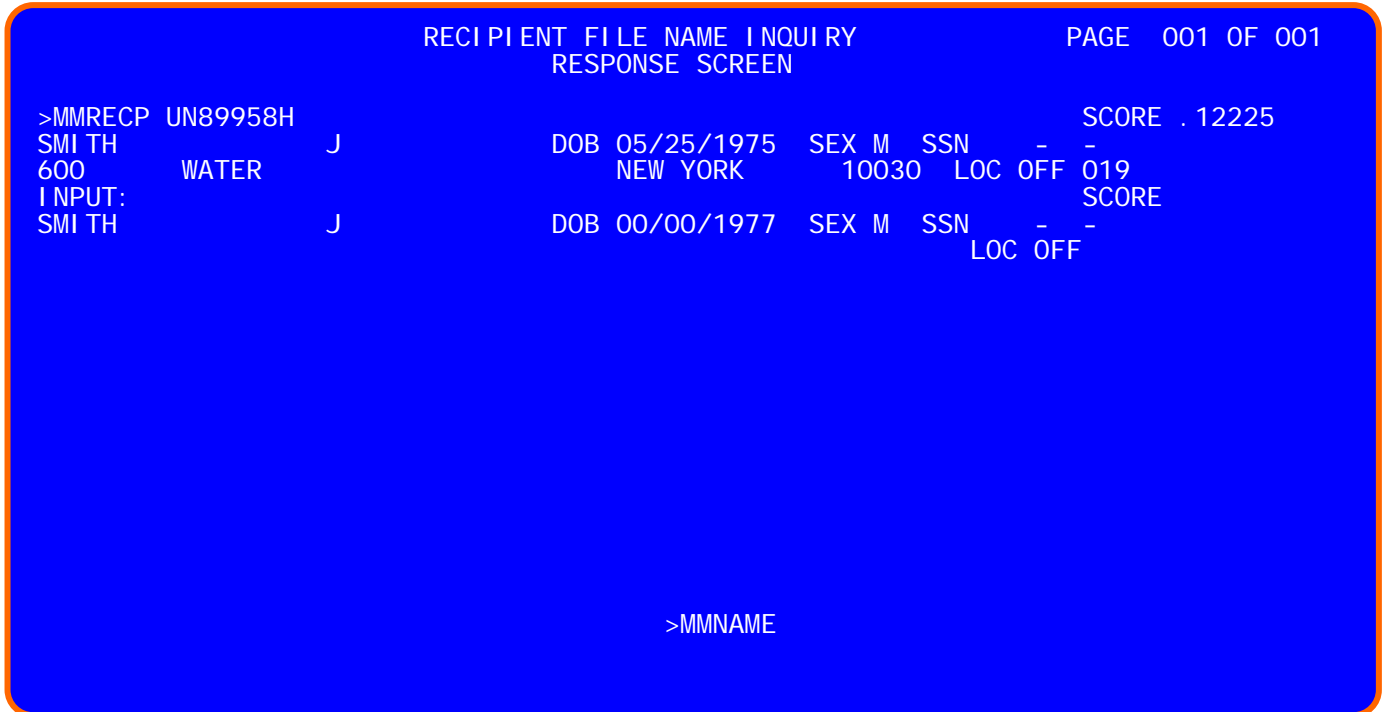 RECIPIENT FILE NAME INQUIRY PAGE 001 OF 001
RESPONSE SCREEN
>MMRECP UN89958H SCORE .12225
SMITH J DOB 05/25/1975 SEX M SSN - -
600 WATER NEW YORK 10030 LOC OFF 019
INPUT: SCORE
SMITH J DOB 00/00/1977 SEX M SSN - -
LOC OFF
>MMNAME